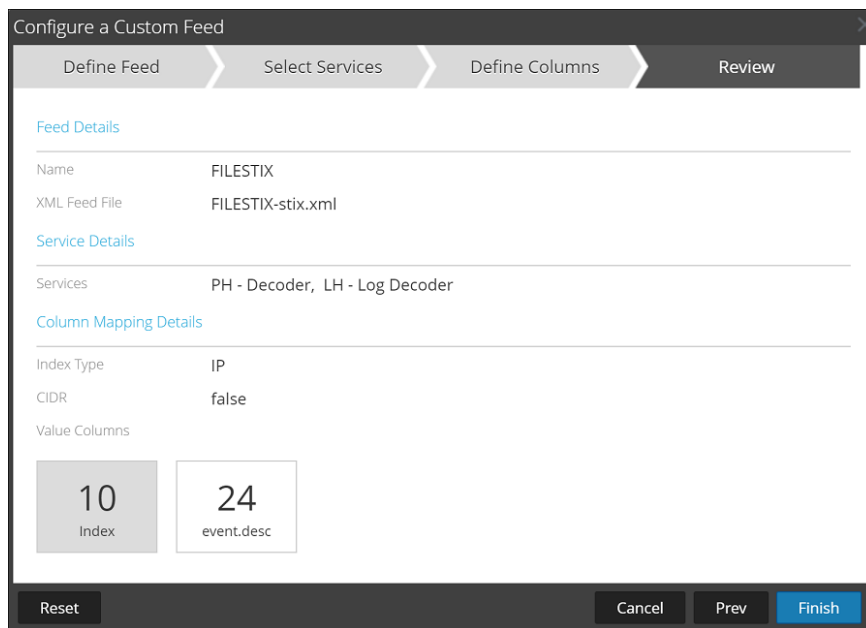 Configure a Custom Feed
Define Feed Select Services Define Columns Review
Feed Details
Name FILESTIX
XML Feed File FILESTIX-stix.xml
Service Details
Services PH - Decoder, LH - Log Decoder
Column Mapping Details
Index Type IP
CIDR false
Value Columns
10 24
Index event.desc
Reset Cancel Prev Finish